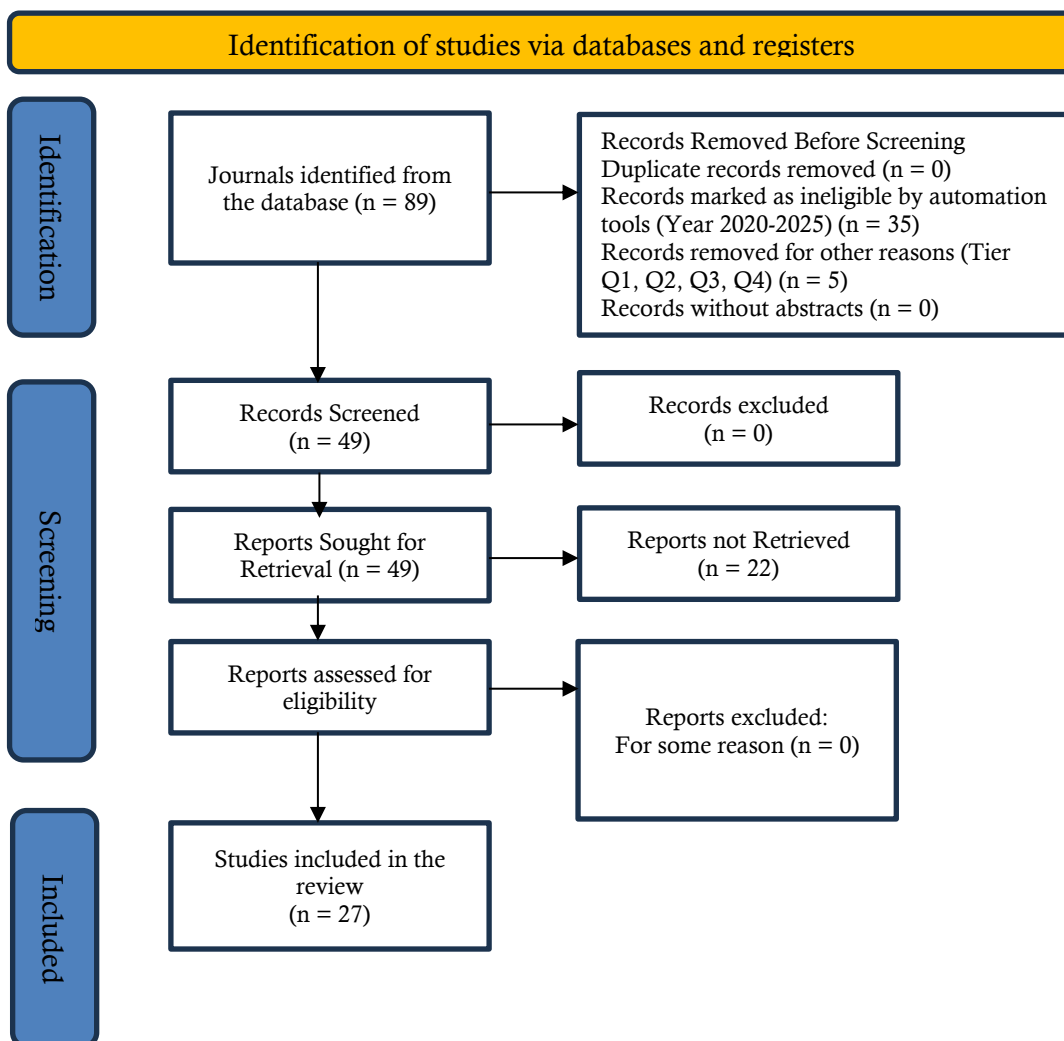 Identification of studies via databases and registers
Identification
Journals identified from
the database (n = 89)
Records Removed Before Screening
Duplicate records removed (n = 0)
Records marked as ineligible by automation
tools (Year 2020-2025) (n = 35)
Records removed for other reasons (Tier
Q1, Q2, Q3, Q4) (n = 5)
Records without abstracts (n = 0)
Screening
Records Screened
(n = 49)
Records excluded
(n = 0)
Reports Sought for
Retrieval (n = 49)
Reports not Retrieved
(n = 22)
Reports assessed for
eligibility
Reports excluded:
For some reason (n = 0)
Included
Studies included in the
review
(n = 27)